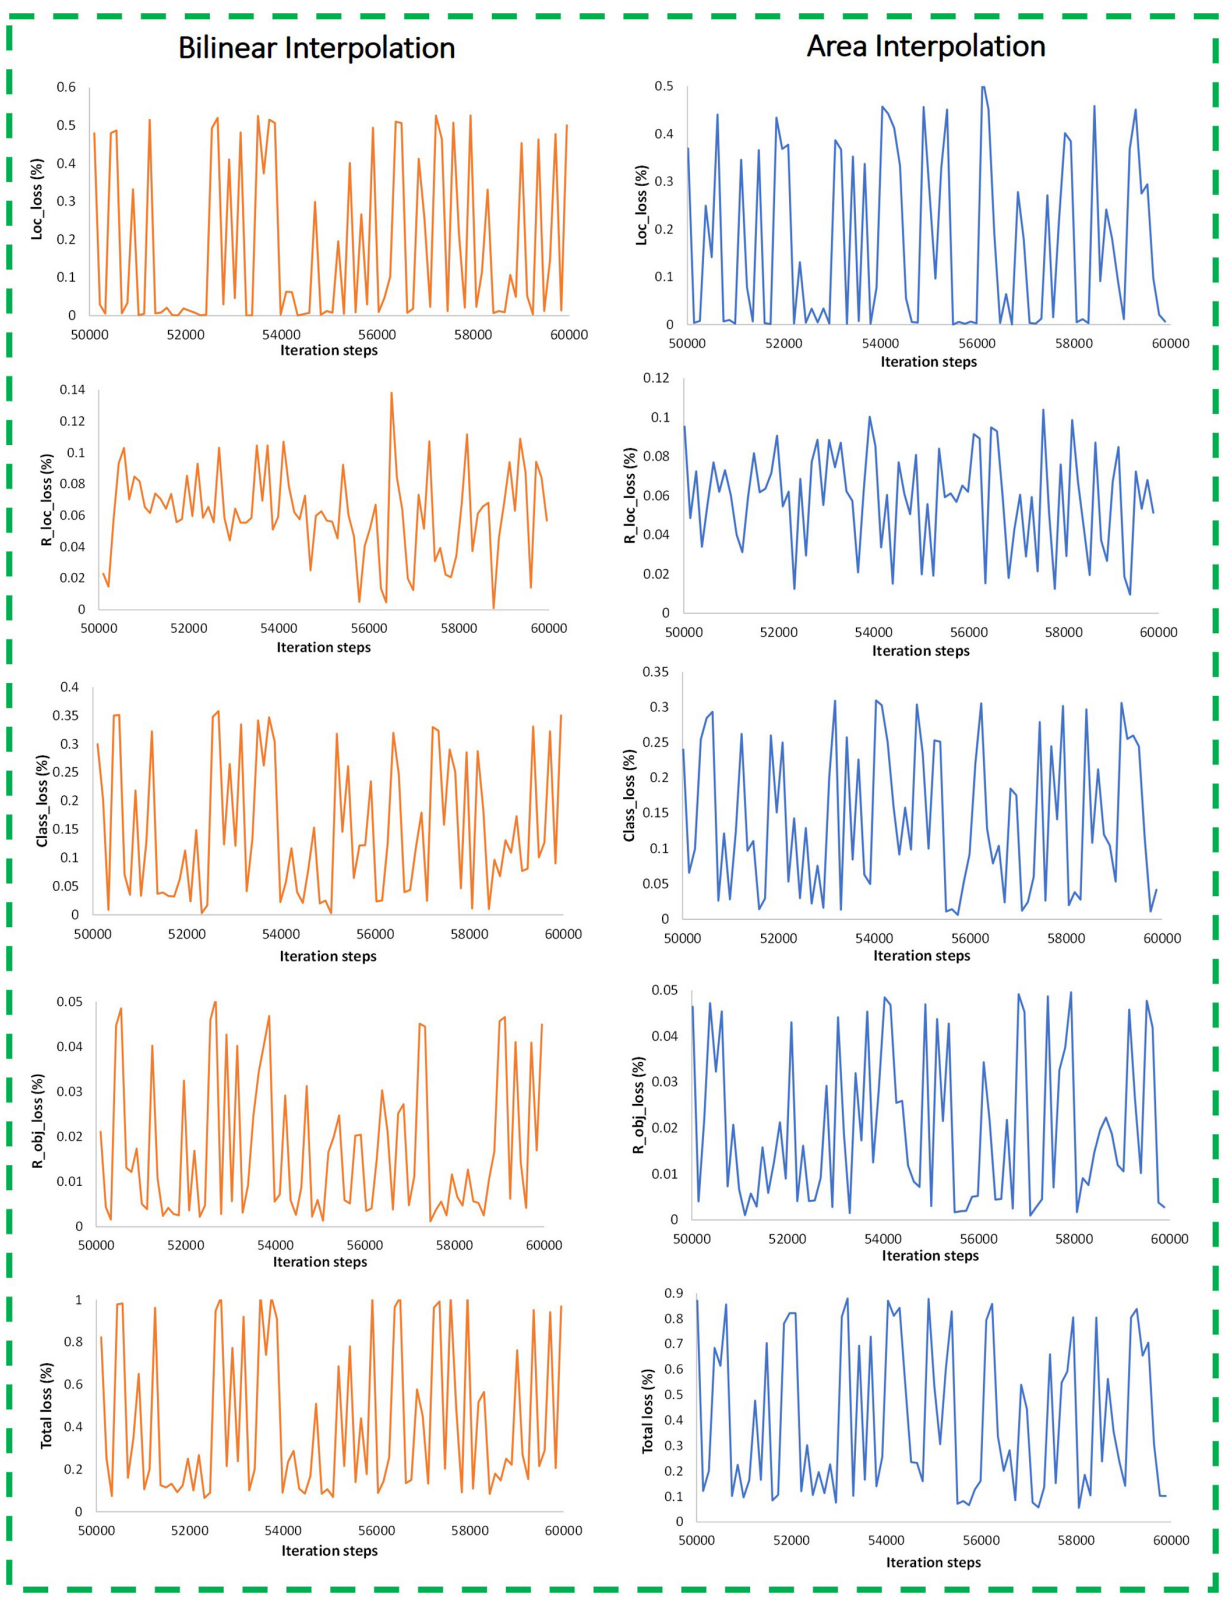 Bilinear Interpolation
Area Interpolation
Loc_loss (%)
0.6
0.5
0.4
0.3
0.2
0.1
0
50000 52000 54000 56000 58000 60000
Iteration steps
Loc_loss (%)
0.5
0.4
0.3
0.2
0.1
0
50000 52000 54000 56000 58000 60000
Iteration steps
R_loc_loss (%)
0.14
0.12
0.1
0.08
0.06
0.04
0.02
0
50000 52000 54000 56000 58000 60000
Iteration steps
R_loc_loss (%)
0.12
0.1
0.08
0.06
0.04
0.02
0
50000 52000 54000 56000 58000 60000
Iteration steps
Class_loss (%)
0.4
0.35
0.3
0.25
0.2
0.15
0.1
0.05
0
50000 52000 54000 56000 58000 60000
Iteration steps
Class_loss (%)
0.35
0.3
0.25
0.2
0.15
0.1
0.05
0
50000 52000 54000 56000 58000 60000
Iteration steps
R_obj_loss (%)
0.05
0.04
0.03
0.02
0.01
0
50000 52000 54000 56000 58000 60000
Iteration steps
R_obj_loss (%)
0.05
0.04
0.03
0.02
0.01
0
50000 52000 54000 56000 58000 60000
Iteration steps
Total loss (%)
1
0.8
0.6
0.4
0.2
0
50000 52000 54000 56000 58000 60000
Iteration steps
Total loss (%)
0.9
0.8
0.7
0.6
0.5
0.4
0.3
0.2
0.1
0
50000 52000 54000 56000 58000 60000
Iteration steps